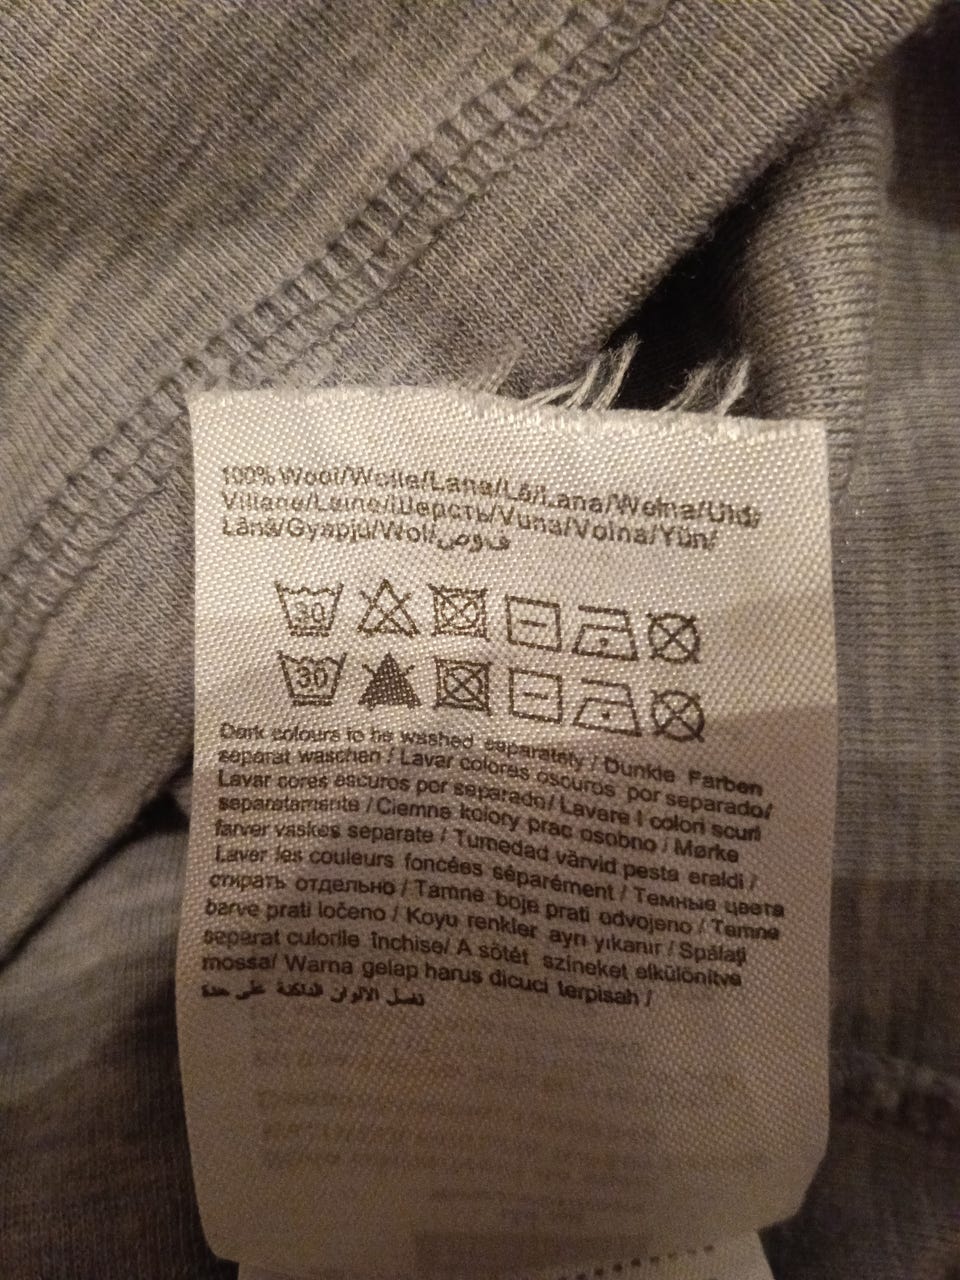 100% Wool/Wolle/Lana/Lã/Lana/Wełna/Uld/
Villane/Laine/Шерсть/Vuna/Volna/Yün/
Lână/Gyapjú/Wol/صوف
30
30
Dark colours to be washed separately / Dunkle Farben
separat waschen / Lavar colores oscuros por separado/
Lavar cores escuros por separado/ Lavare I colori scuri
separatamente / Ciemne kolory prac osobno / Mørke
farver vaskes separate / Tumedad värvid pesta eraldi /
Laver les couleurs foncées séparément / Темные цвета
стирать отдельно / Tamne boje prati odvojeno / Temne
barve prati ločeno / Koyu renkler ayrı yıkanır / Spălaţi
separat culorile închise/ A sötét színeket elkülönítve
mossa/ Warna gelap harus dicuci terpisah /
تغسل الألوان الداكنة على حدة